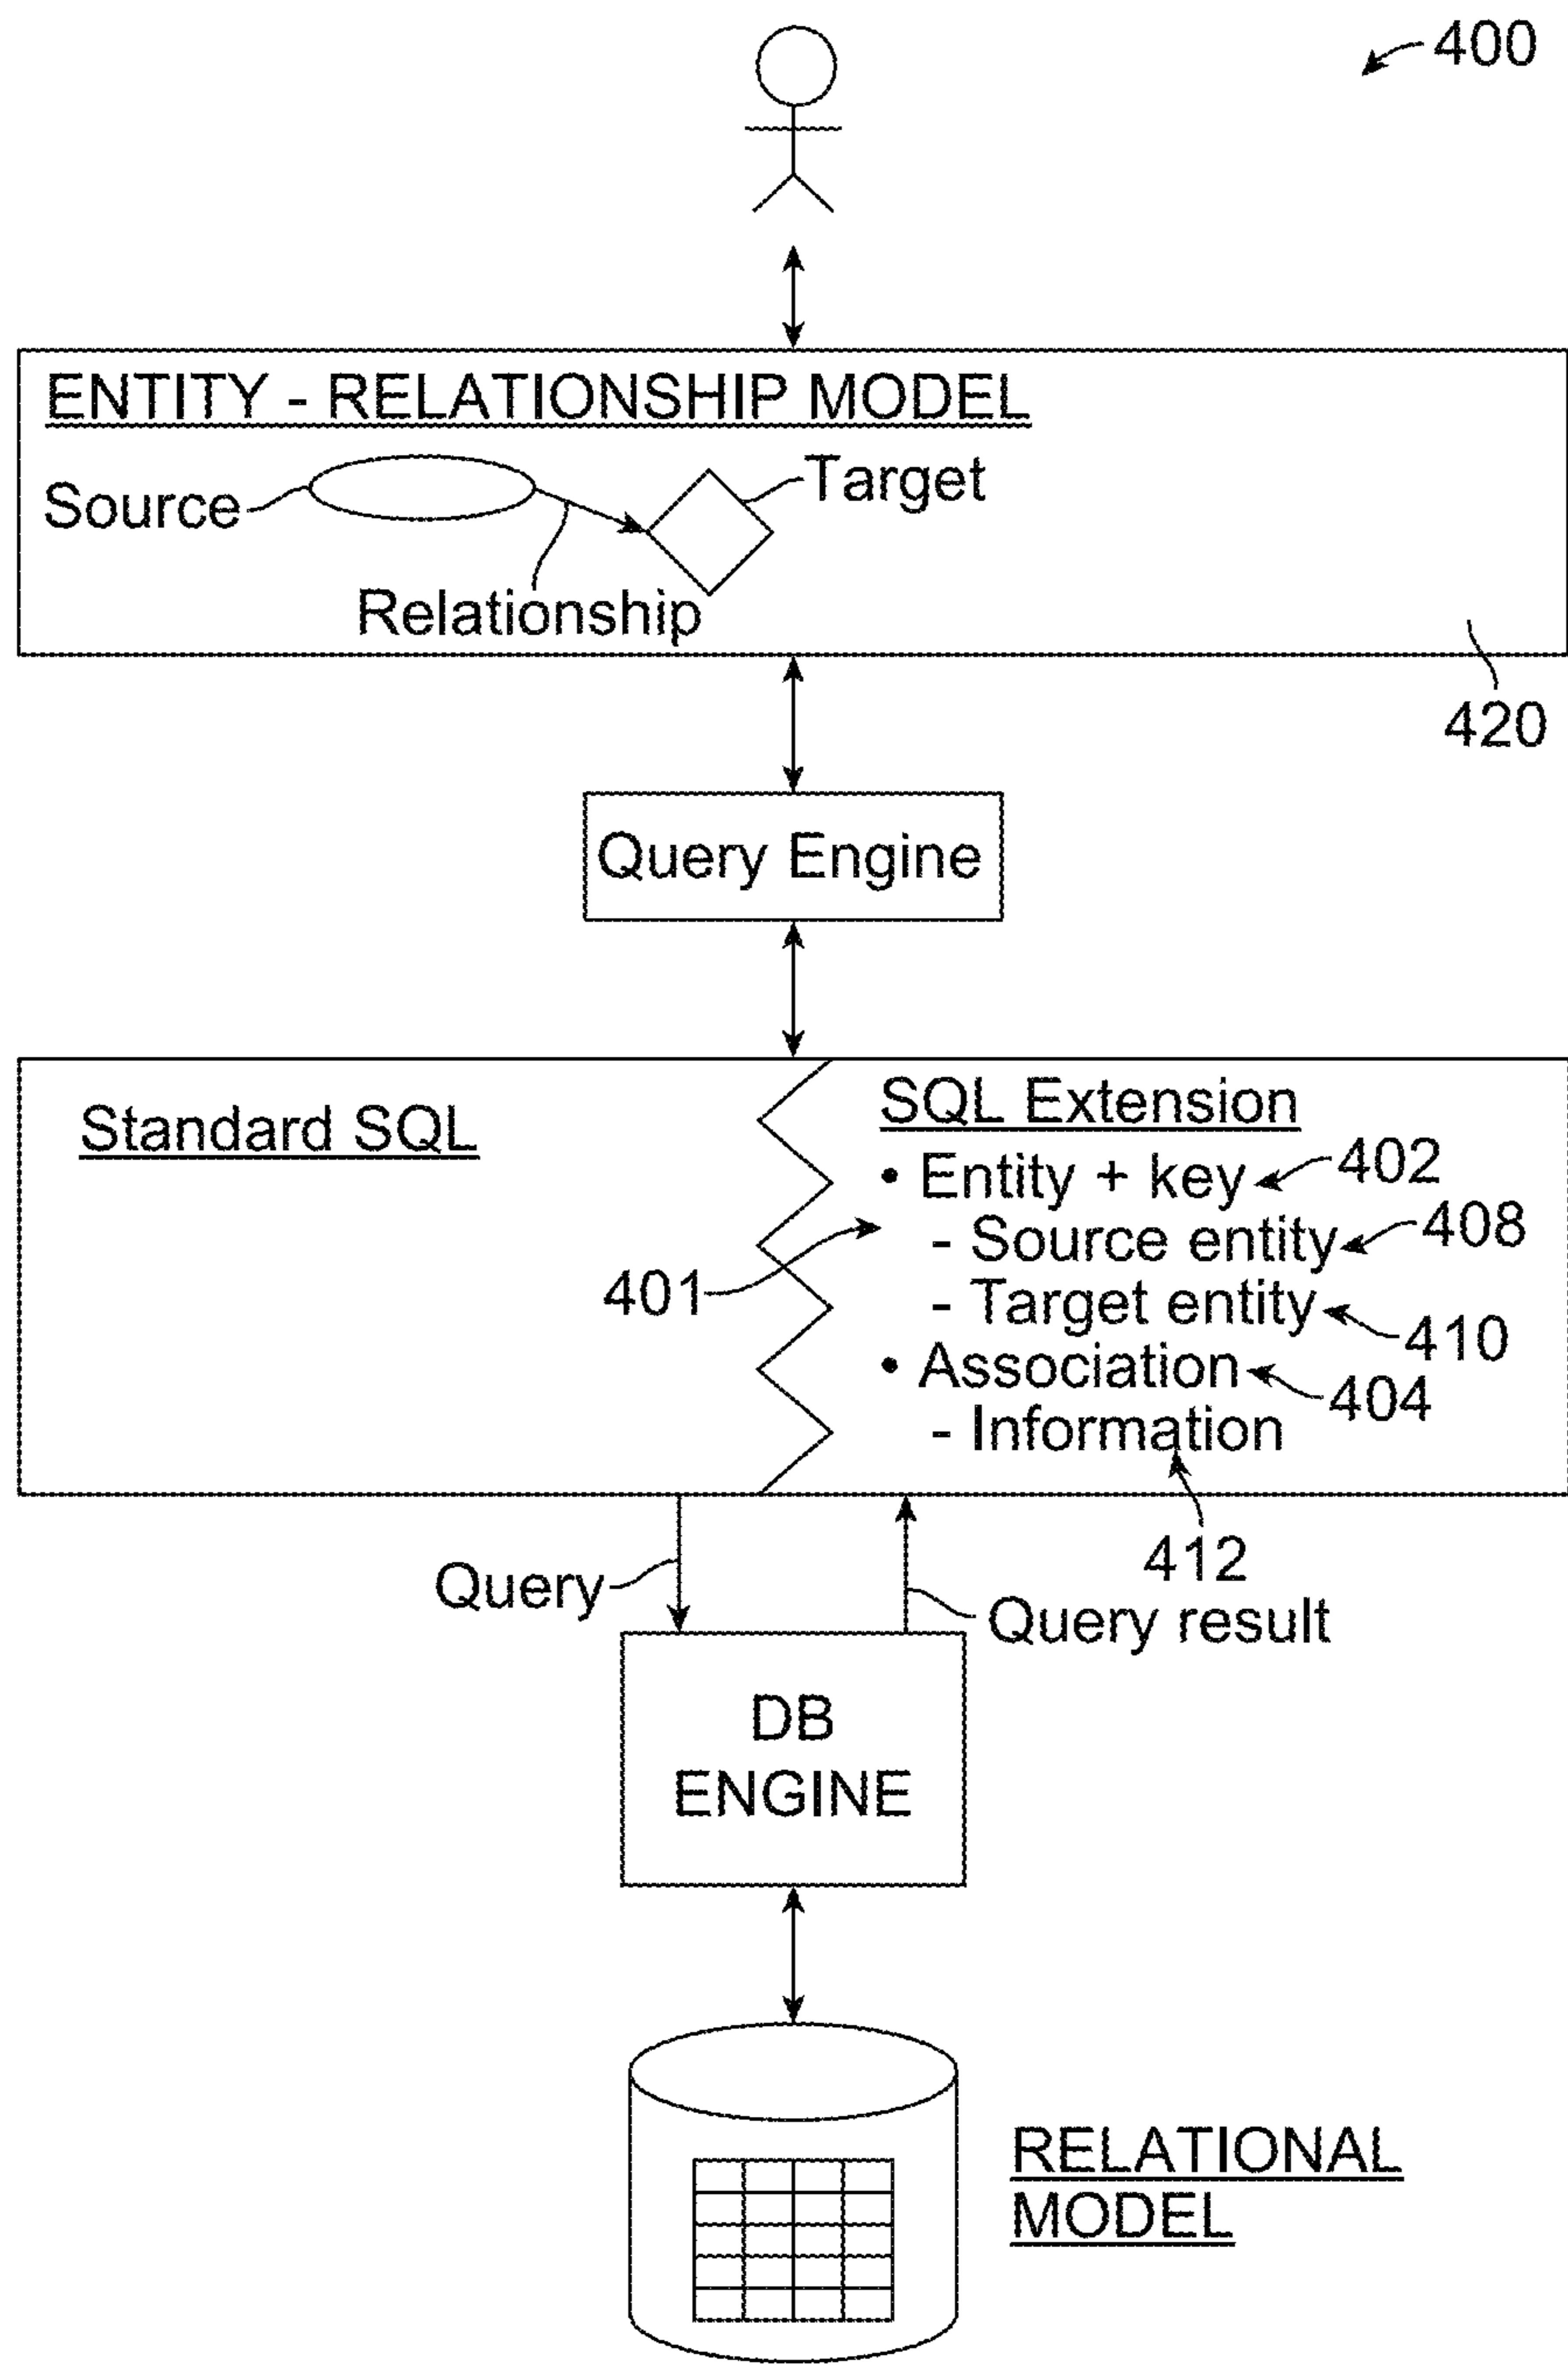 400
ENTITY - RELATIONSHIP MODEL
Source
Target
Relationship
420
Query Engine
Standard SQL
SQL Extension
• Entity + key
402
- Source entity
408
401
- Target entity
410
• Association
404
- Information
412
Query
Query result
DB
ENGINE
RELATIONAL
MODEL